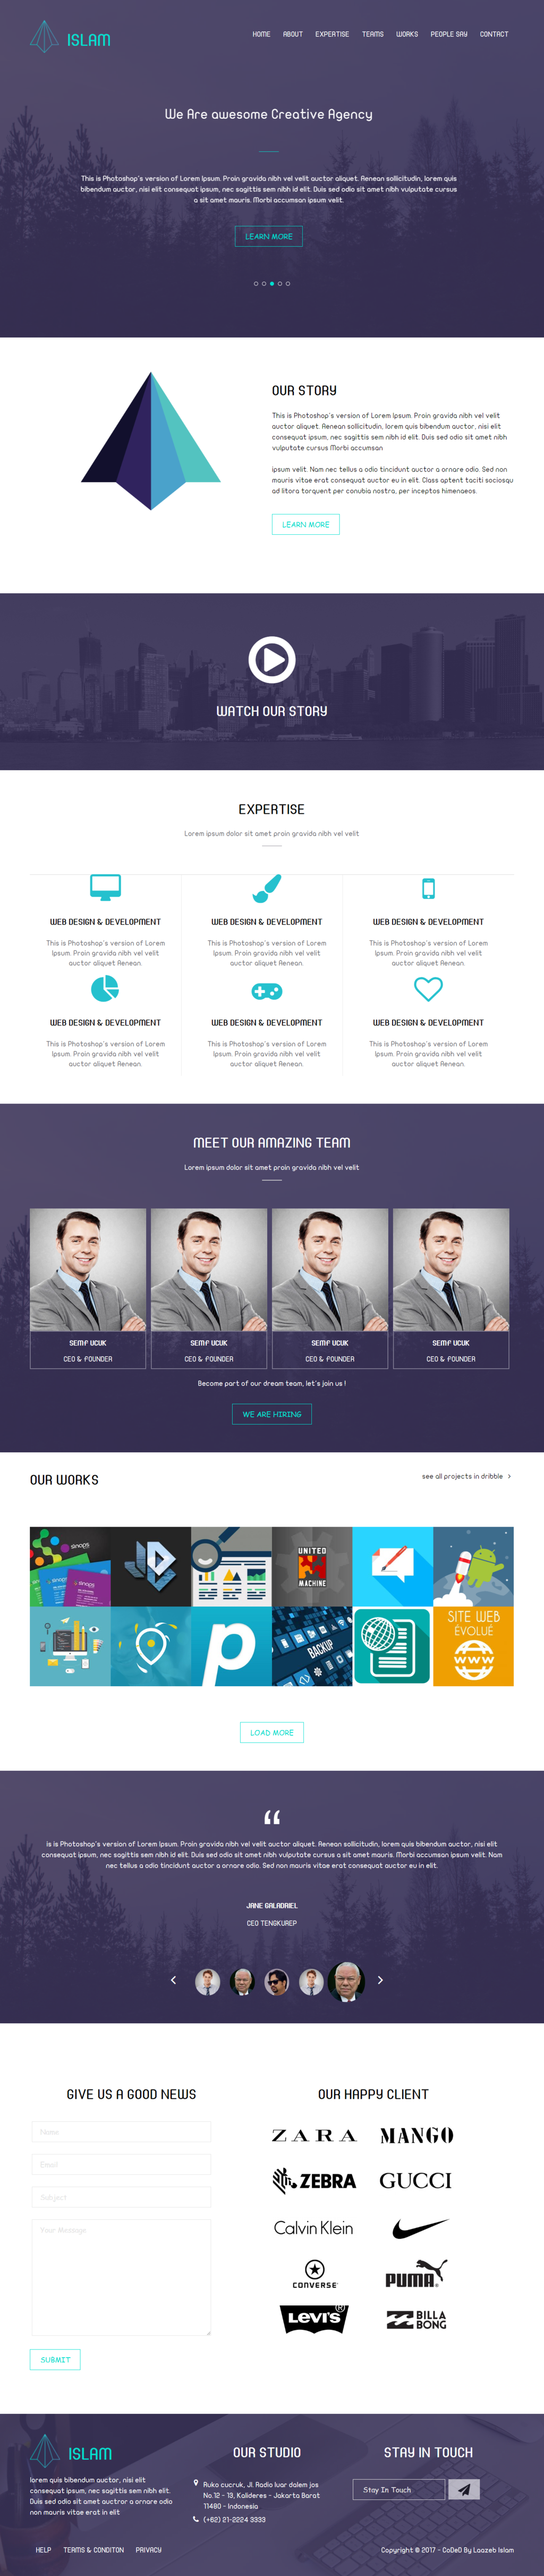 ISLAM
HOME ABOUT EXPERTISE TEAMS WORKS PEOPLE SAY CONTACT
We Are awesome Creative Agency
This is Photoshop's version of Lorem Ipsum. Proin gravida nibh vel velit auctor aliquet. Aenean sollicitudin, lorem quis
bibendum auctor, nisi elit consequat ipsum, nec sagittis sem nibh id elit. Duis sed odio sit amet nibh vulputate cursus
a sit amet mauris. Morbi accumsan ipsum velit.
LEARN MORE
OUR STORY
This is Photoshop's version of Lorem Ipsum. Proin gravida nibh vel velit
auctor aliquet. Aenean sollicitudin, lorem quis bibendum auctor, nisi elit
consequat ipsum, nec sagittis sem nibh id elit. Duis sed odio sit amet nibh
vulputate cursus Morbi accumsan
ipsum velit. Nam nec tellus a odio tincidunt auctor a ornare odio. Sed non
mauris vitae erat consequat auctor eu in elit. Class aptent taciti sociosqu
ad litora torquent per conubia nostra, per inceptos himenaeos.
LEARN MORE
WATCH OUR STORY
EXPERTISE
Lorem ipsum dolor sit amet proin gravida nibh vel velit
WEB DESIGN & DEVELOPMENT WEB DESIGN & DEVELOPMENT WEB DESIGN & DEVELOPMENT
This is Photoshop's version of Lorem This is Photoshop's version of Lorem This is Photoshop's version of Lorem
Ipsum. Proin gravida nibh vel velit Ipsum. Proin gravida nibh vel velit Ipsum. Proin gravida nibh vel velit
auctor aliquet Aenean. auctor aliquet Aenean. auctor aliquet Aenean.
WEB DESIGN & DEVELOPMENT WEB DESIGN & DEVELOPMENT WEB DESIGN & DEVELOPMENT
This is Photoshop's version of Lorem This is Photoshop's version of Lorem This is Photoshop's version of Lorem
Ipsum. Proin gravida nibh vel velit Ipsum. Proin gravida nibh vel velit Ipsum. Proin gravida nibh vel velit
auctor aliquet Aenean. auctor aliquet Aenean. auctor aliquet Aenean.
MEET OUR AMAZING TEAM
Lorem ipsum dolor sit amet proin gravida nibh vel velit
SEMF UCUK SEMF UCUK SEMF UCUK SEMF UCUK
CEO & FOUNDER CEO & FOUNDER CEO & FOUNDER CEO & FOUNDER
Become part of our dream team, let's join us !
WE ARE HIRING
OUR WORKS
see all projects in dribble >
sinaps
UNITED
MACHINE
BACKUP
SITE WEB
ÉVOLUÉ
WWW
LOAD MORE
“
is is Photoshop's version of Lorem Ipsum. Proin gravida nibh vel velit auctor aliquet. Aenean sollicitudin, lorem quis bibendum auctor, nisi elit
consequat ipsum, nec sagittis sem nibh id elit. Duis sed odio sit amet nibh vulputate cursus a sit amet mauris. Morbi accumsan ipsum velit. Nam
nec tellus a odio tincidunt auctor a ornare odio. Sed non mauris vitae erat consequat auctor eu in elit.
JANE GALADRIEL
CEO TENGKUREP
GIVE US A GOOD NEWS
Name
Email
Subject
Your Message
SUBMIT
OUR HAPPY CLIENT
ZARA MANGO
ZEBRA GUCCI
Calvin Klein
CONVERSE PUMA
LEVI'S BILLA
BONG
ISLAM
lorem quis bibendum auctor, nisi elit
consequat ipsum, nec sagittis sem nibh elit.
Duis sed odio sit amet auctror a ornare odio
non mauris vitae erat in elit
OUR STUDIO
Ruko cucruk, Jl. Radio luar dalem jos
No.12 - 13, Kalideres - Jakarta Barat
11480 - Indonesia
(+62) 21-2224 3333
STAY IN TOUCH
Stay In Touch
HELP TERMS & CONDITON PRIVACY
Copyright © 2017 - CoDeD By Laazeb Islam